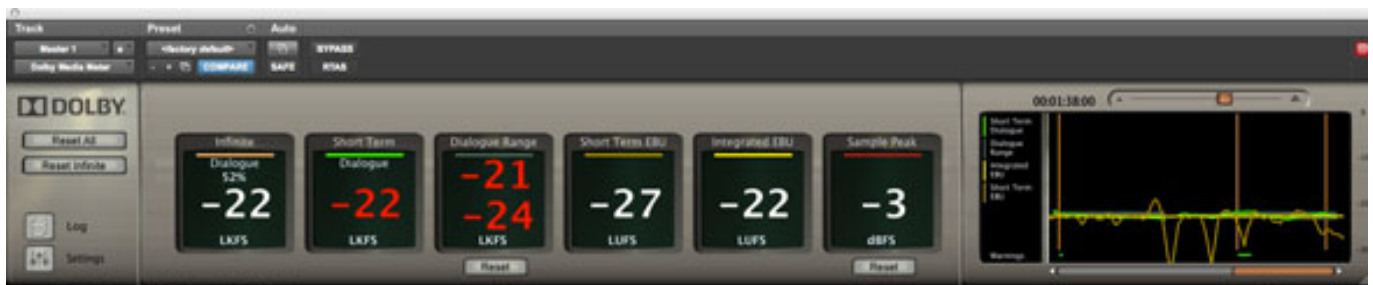 Track Preset Auto
Master 1 a <factory default> BYPASS
Dolby Media Meter - + COMPARE SAFE RTAS
DOLBY
Reset All
Reset Infinite
Log
Settings
Infinite
Dialogue
52%
-22
LKFS
Short Term
Dialogue
-22
LKFS
Dialogue Range
-21
-24
LKFS
Reset
Short Term EBU
-27
LUFS
Integrated EBU
-22
LUFS
Sample Peak
-3
dBFS
Reset
00:01:38:00
Short Term
Dialogue
Dialogue
Range
Integrated
EBU
Short Term
EBU
Warnings